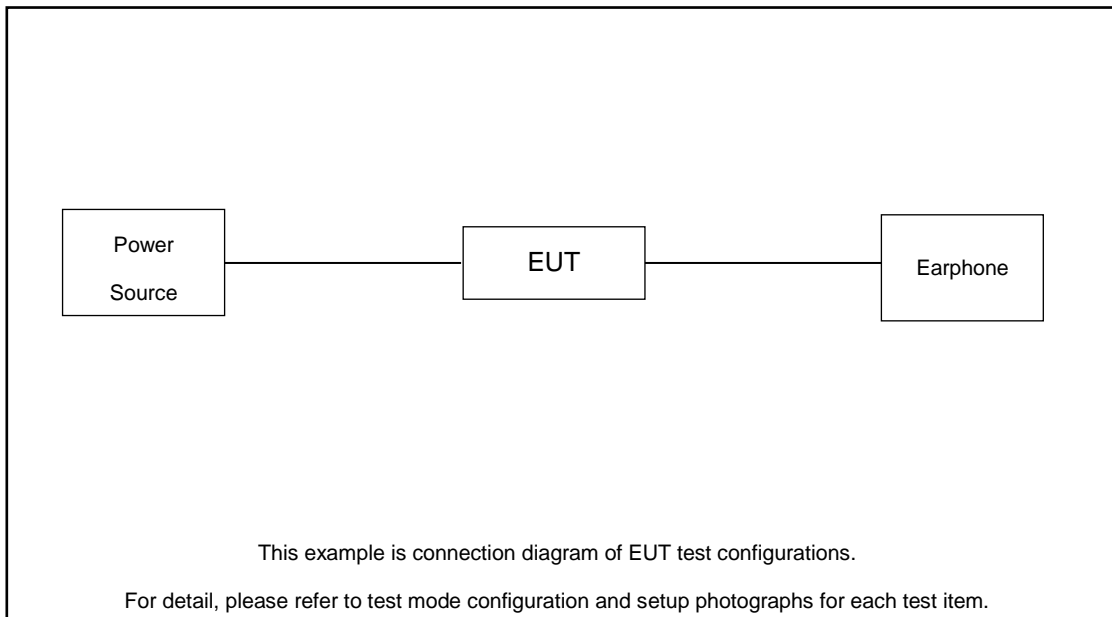 Power
Source
EUT
Earphone
This example is connection diagram of EUT test configurations.
For detail, please refer to test mode configuration and setup photographs for each test item.